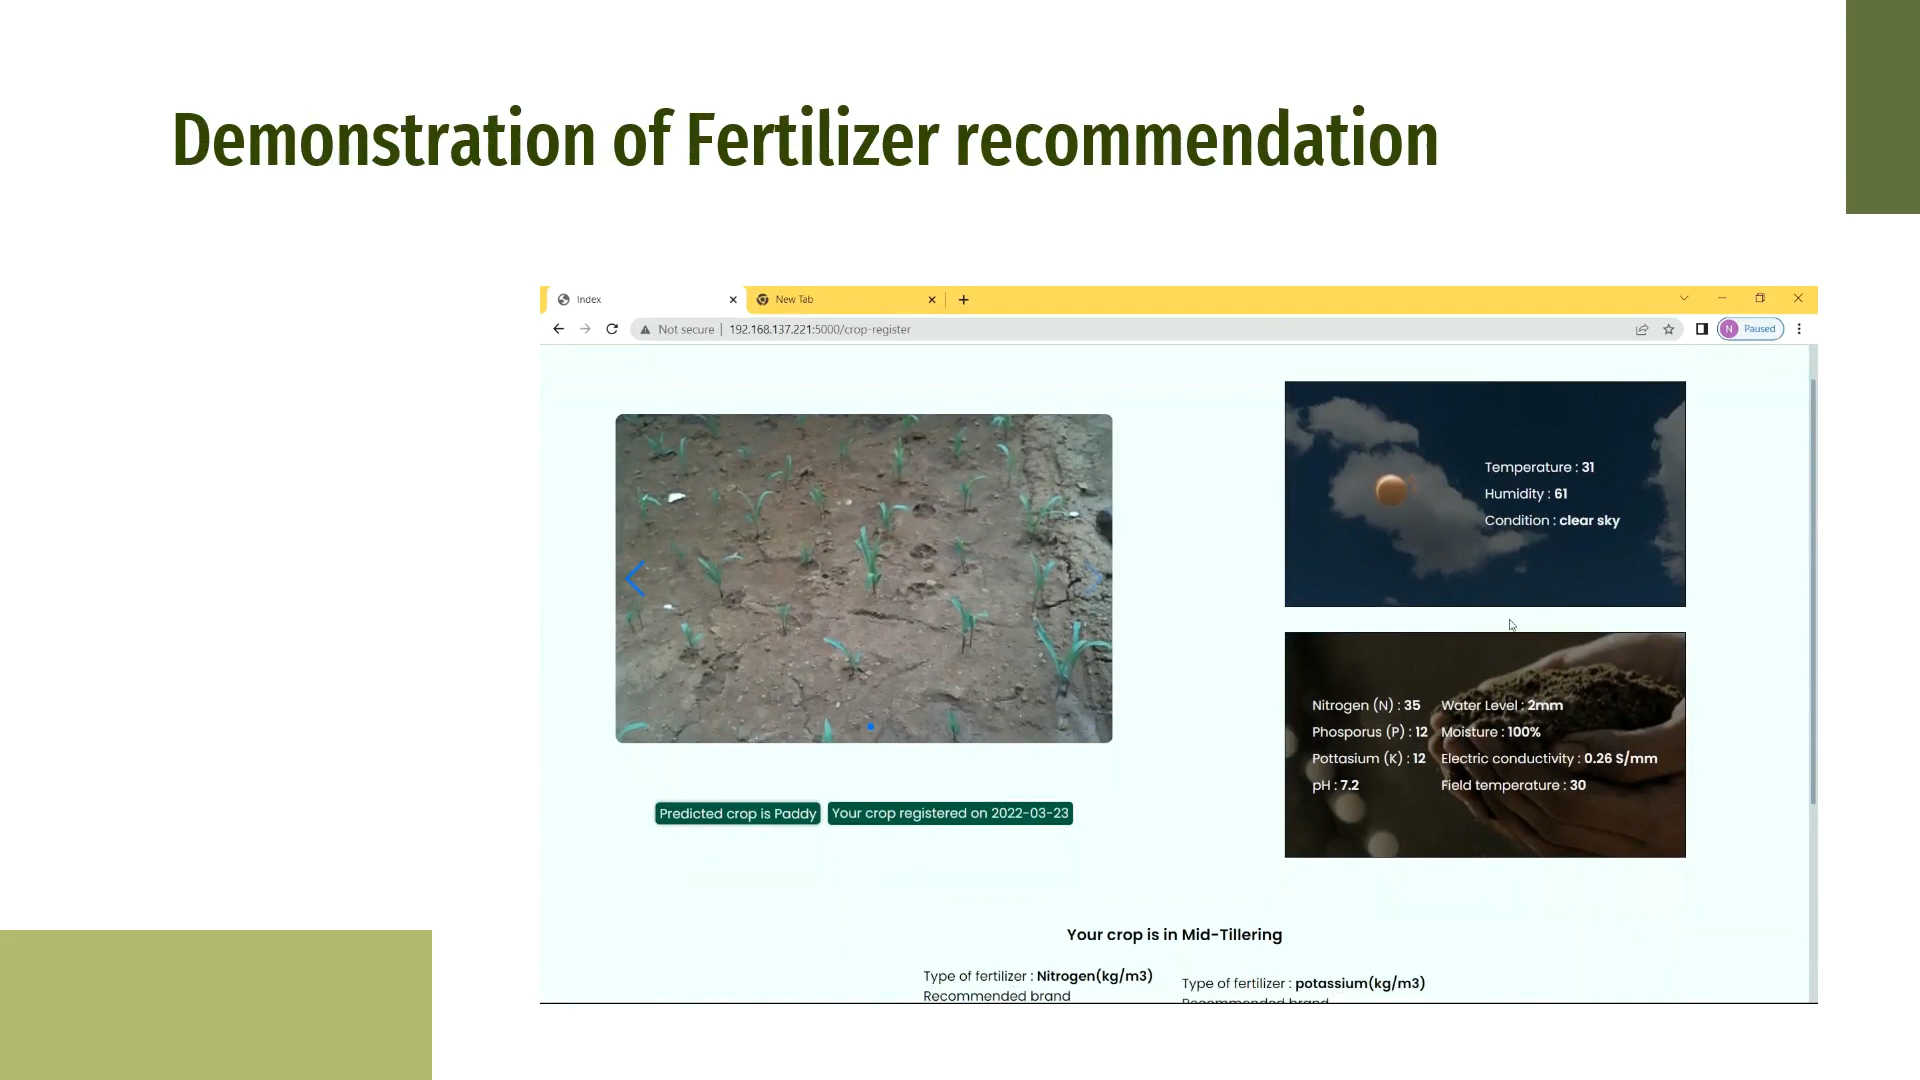 Demonstration of Fertilizer recommendation
Index
New Tab
Not secure
192.168.137.221:5000/crop-register
N
Paused
Temperature : 31
Humidity : 61
Condition : clear sky
Nitrogen (N) : 35
Water Level : 2mm
Phosporus (P) : 12
Moisture : 100%
Pottasium (K) : 12
Electric conductivity : 0.26 S/mm
pH : 7.2
Field temperature : 30
Predicted crop is Paddy
Your crop registered on 2022-03-23
Your crop is in Mid-Tillering
Type of fertilizer : Nitrogen(kg/m3)
Recommended brand
Type of fertilizer : potassium(kg/m3)
Recommended brand